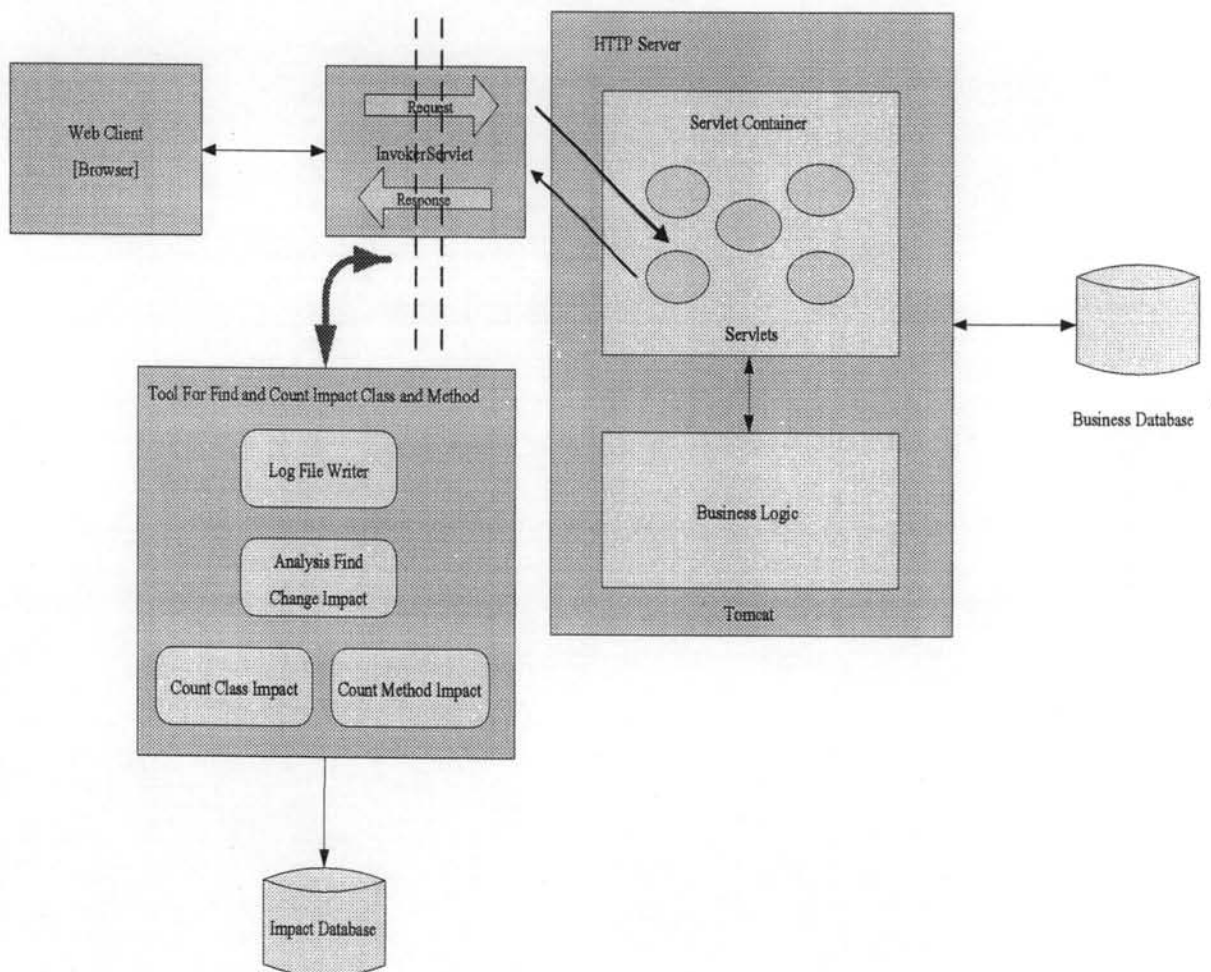 HTTP Server
Web Client
[Browser]
Request
InvokerServlet
Response
Servlet Container
Servlets
Business Database
Tool For Find and Count Impact Class and Method
Log File Writer
Analysis Find
Change Impact
Count Class Impact
Count Method Impact
Business Logic
Tomcat
Impact Database